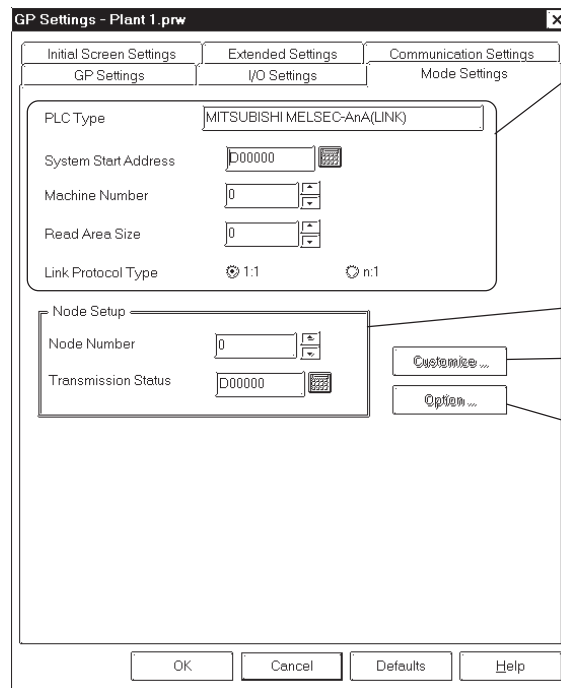 GP Settings - Plant 1.prw
Initial Screen Settings
Extended Settings
Communication Settings
GP Settings
I/O Settings
Mode Settings
PLC Type
MITSUBISHI MELSEC-AnA(LINK)
System Start Address
D00000
Machine Number
0
Read Area Size
0
Link Protocol Type
1:1
n:1
Node Setup
Node Number
0
Transmission Status
D00000
Customize ...
Option ...
OK
Cancel
Defaults
Help